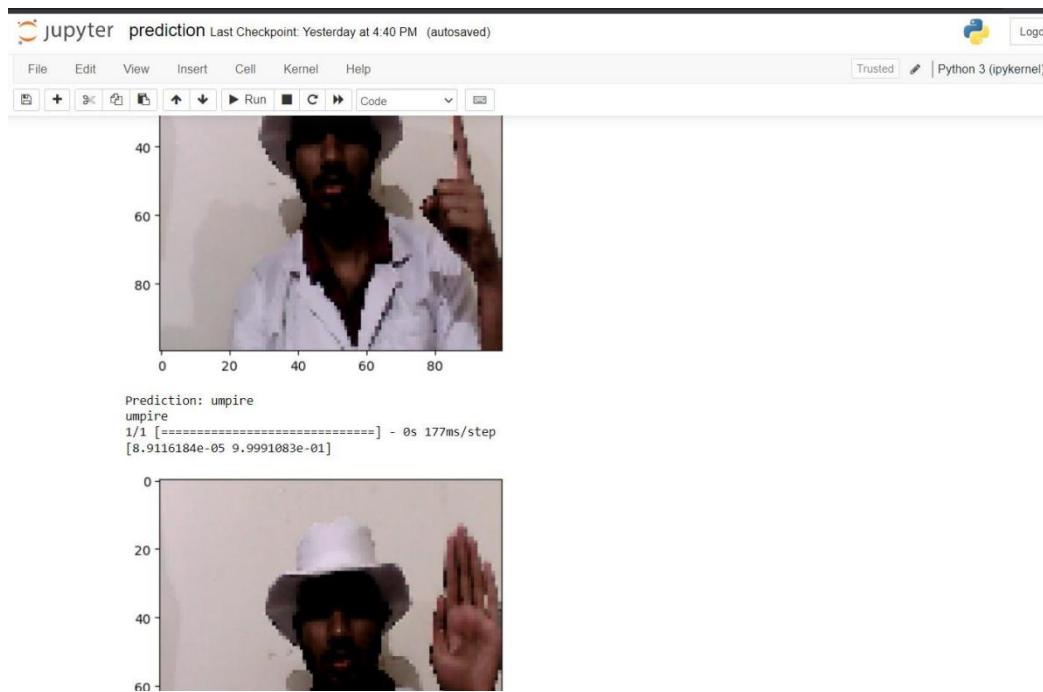 jupyter prediction Last Checkpoint: Yesterday at 4:40 PM (autosaved)
Logo
File Edit View Insert Cell Kernel Help
Trusted Python 3 (ipykernel)
Run Code
40
60
80
0 20 40 60 80
Prediction: umpire
umpire
1/1 [==============================] - 0s 177ms/step
[8.9116184e-05 9.9991083e-01]
0
20
40
60